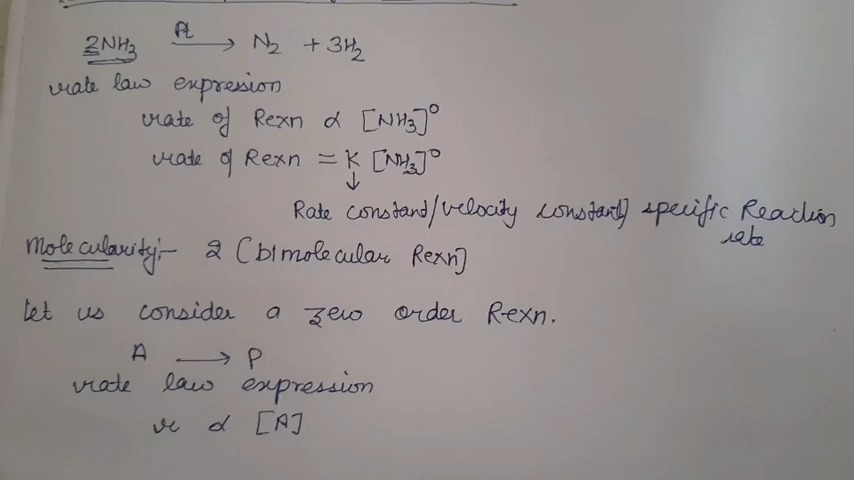 2NH3 Pt → N2 + 3H2
rate law expression
rate of Rexn ∝ [NH3]⁰
rate of Rexn = K [NH3]⁰
↓
Rate constant/velocity constant/ specific Reaction
rate
Molecularity:- 2 (bimolecular Rexn]
Let us consider a zero order Rexn.
A → P
rate law expression
r ∝ [A]